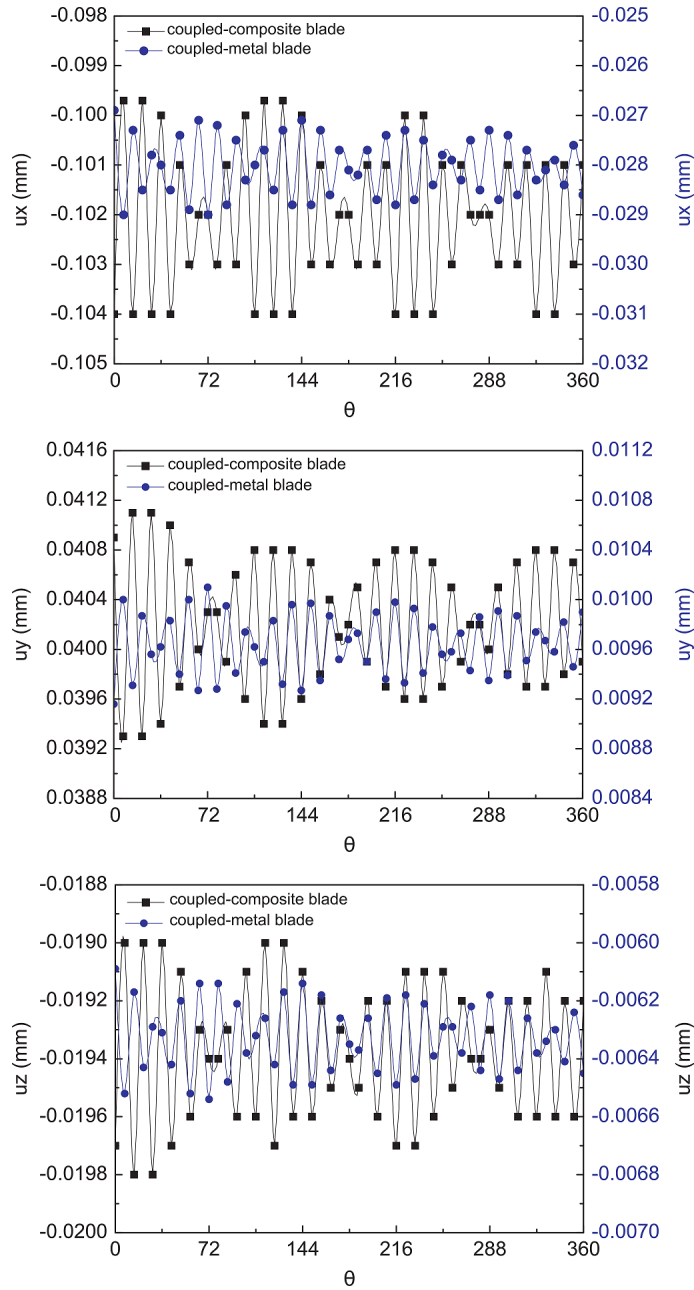 -0.098 -0.025
coupled-composite blade
coupled-metal blade
-0.099 -0.026
-0.100 -0.027
-0.101 -0.028
ux (mm) ux (mm)
-0.102 -0.029
-0.103 -0.030
-0.104 -0.031
-0.105 -0.032
0 72 144 216 288 360
θ
0.0416 0.0112
coupled-composite blade
coupled-metal blade
0.0412 0.0108
0.0408 0.0104
0.0404 0.0100
uy (mm) uy (mm)
0.0400 0.0096
0.0396 0.0092
0.0392 0.0088
0.0388 0.0084
0 72 144 216 288 360
θ
-0.0188 -0.0058
coupled-composite blade
coupled-metal blade
-0.0190 -0.0060
-0.0192 -0.0062
uz (mm) uz (mm)
-0.0194 -0.0064
-0.0196 -0.0066
-0.0198 -0.0068
-0.0200 -0.0070
0 72 144 216 288 360
θ